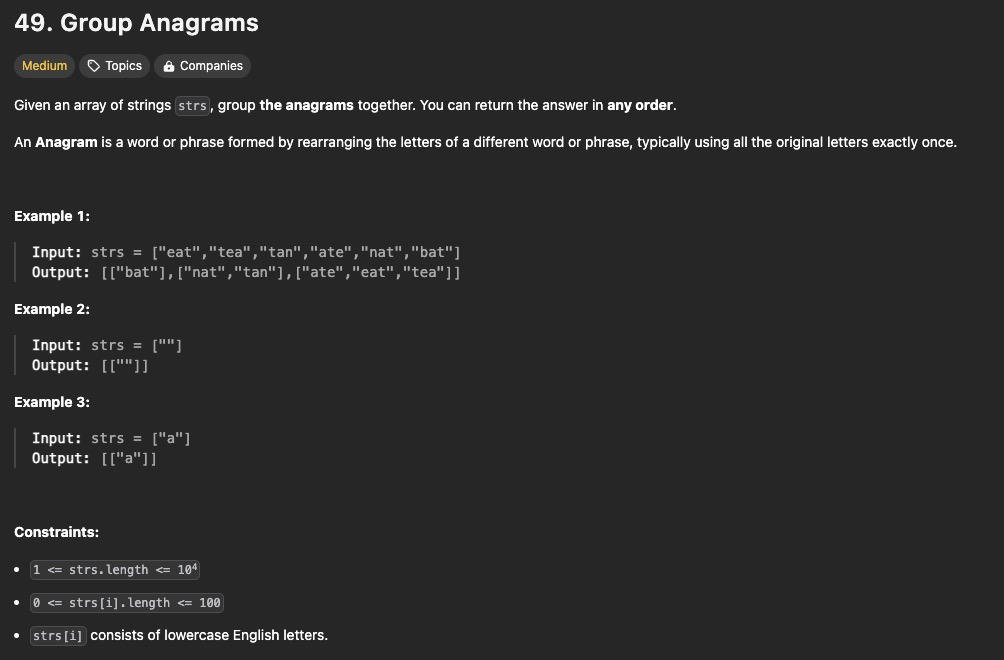 49. Group Anagrams
Medium Topics Companies
Given an array of strings strs, group the anagrams together. You can return the answer in any order.
An Anagram is a word or phrase formed by rearranging the letters of a different word or phrase, typically using all the original letters exactly once.
Example 1:
Input: strs = ["eat","tea","tan","ate","nat","bat"]
Output: [["bat"],["nat","tan"],["ate","eat","tea"]]
Example 2:
Input: strs = [""]
Output: [[""]]
Example 3:
Input: strs = ["a"]
Output: [["a"]]
Constraints:
• 1 <= strs.length <= 10⁴
• 0 <= strs[i].length <= 100
• strs[i] consists of lowercase English letters.